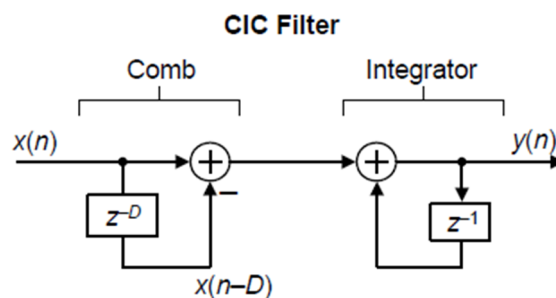 CIC Filter
Comb Integrator
x(n) y(n)
+ +
−
z⁻ᴰ z⁻¹
x(n–D)